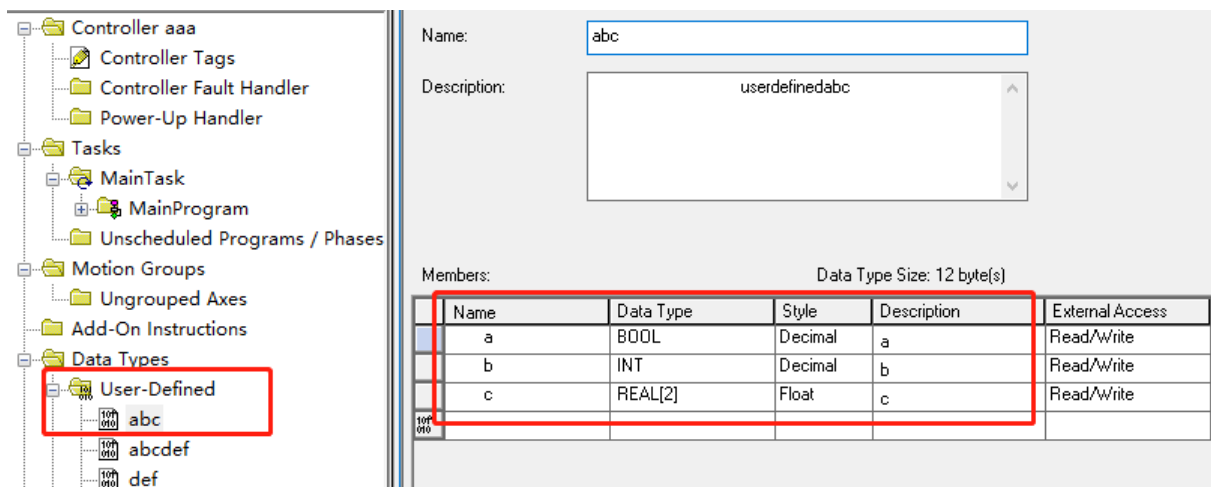 Controller aaa
Controller Tags
Controller Fault Handler
Power-Up Handler
Tasks
MainTask
MainProgram
Unscheduled Programs / Phases
Motion Groups
Ungrouped Axes
Add-On Instructions
Data Types
User-Defined
abc
abcdef
def
Name: abc
Description: userdefinedabc
Members: Data Type Size: 12 byte(s)
Name Data Type Style Description External Access
a BOOL Decimal a Read/Write
b INT Decimal b Read/Write
c REAL[2] Float c Read/Write